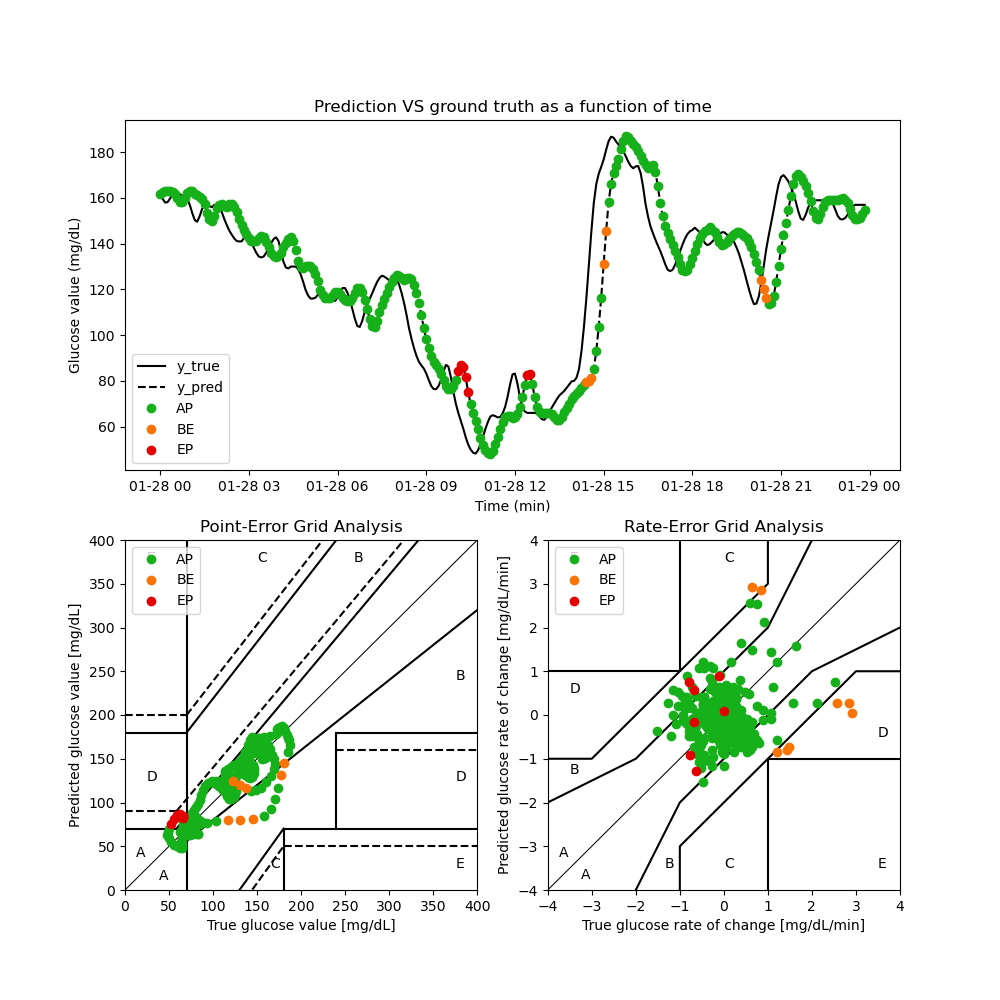 Prediction VS ground truth as a function of time
Glucose value (mg/dL)
180
160
140
120
100
80
60
y_true
y_pred
AP
BE
EP
01-28 00 01-28 03 01-28 06 01-28 09 01-28 12 01-28 15 01-28 18 01-28 21 01-29 00
Time (min)
Point-Error Grid Analysis
Predicted glucose value [mg/dL]
400
350
300
250
200
150
100
50
0
AP
BE
EP
C
B
B
D
D
A
A
C
E
0 50 100 150 200 250 300 350 400
True glucose value [mg/dL]
Rate-Error Grid Analysis
Predicted glucose rate of change [mg/dL/min]
4
3
2
1
0
−1
−2
−3
−4
AP
BE
EP
C
D
D
B
A
A
B
C
E
−4 −3 −2 −1 0 1 2 3 4
True glucose rate of change [mg/dL/min]